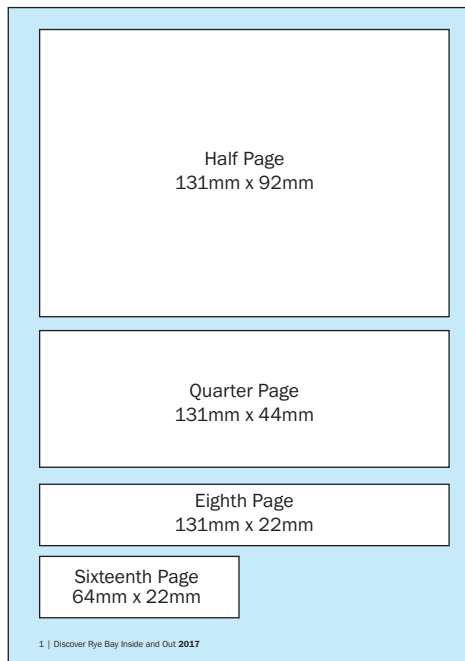 Half Page
131mm x 92mm
Quarter Page
131mm x 44mm
Eighth Page
131mm x 22mm
Sixteenth Page
64mm x 22mm
1 | Discover Rye Bay Inside and Out 2017